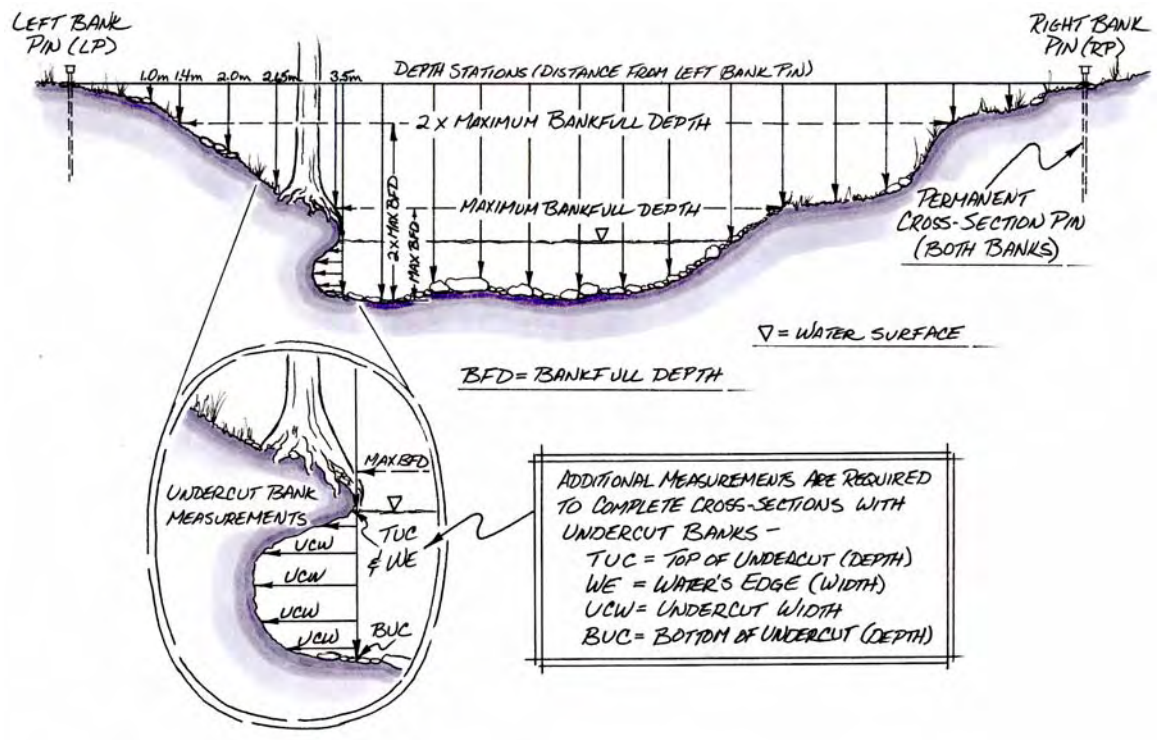 LEFT BANK
PIN (LP)
RIGHT BANK
PIN (RP)
1.0m 1.4m 2.0m 2.65m 3.5m
DEPTH STATIONS (DISTANCE FROM LEFT BANK PIN)
2 X MAXIMUM BANKFULL DEPTH
MAXIMUM BANKFULL DEPTH
2 X MAX BFD
MAX BFD
PERMANENT
CROSS-SECTION PIN
(BOTH BANKS)
▽ = WATER SURFACE
BFD = BANKFULL DEPTH
MAX BFD
UNDERCUT BANK
MEASUREMENTS
TUC
& WE
UCW
UCW
UCW
UCW
BUC
ADDITIONAL MEASUREMENTS ARE REQUIRED
TO COMPLETE CROSS-SECTIONS WITH
UNDERCUT BANKS –
TUC = TOP OF UNDERCUT (DEPTH)
WE = WATER'S EDGE (WIDTH)
UCW = UNDERCUT WIDTH
BUC = BOTTOM OF UNDERCUT (DEPTH)